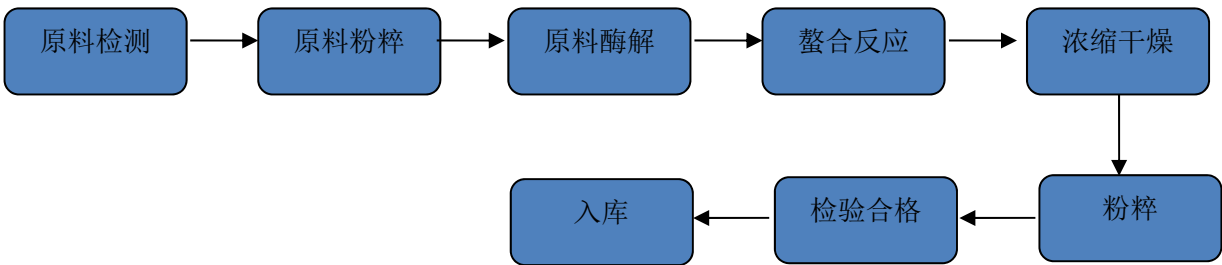 原料检测
原料粉粹
原料酶解
螯合反应
浓缩干燥
粉粹
检验合格
入库